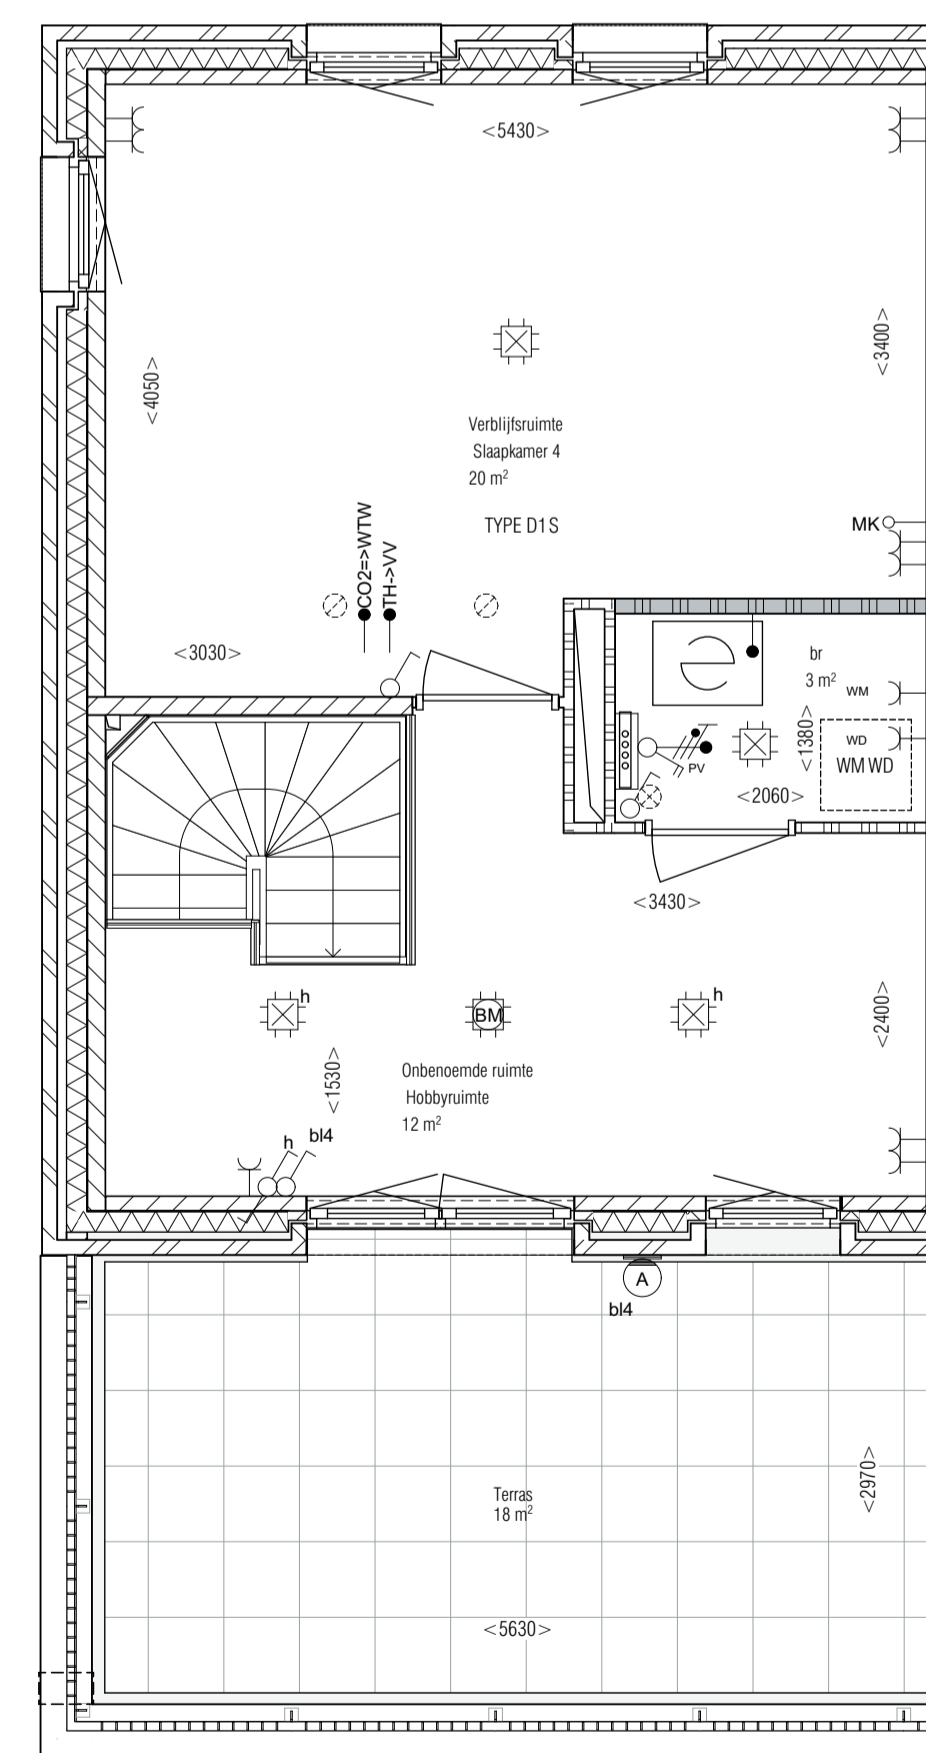 <5430>
<3400>
<4050>
Verblijfsruimte
Slaapkamer 4
20 m²
TYPE D1S
MK
CO2=>WTW
TH->VV
<3030>
br
3 m²
WM
WD
WM WD
<1380>
PV
<2060>
<3430>
h
BM
h
<2400>
<1530>
Onbenoemde ruimte
Hobbyruimte
12 m²
h
bl4
A
bl4
<2970>
Terras
18 m²
<5630>